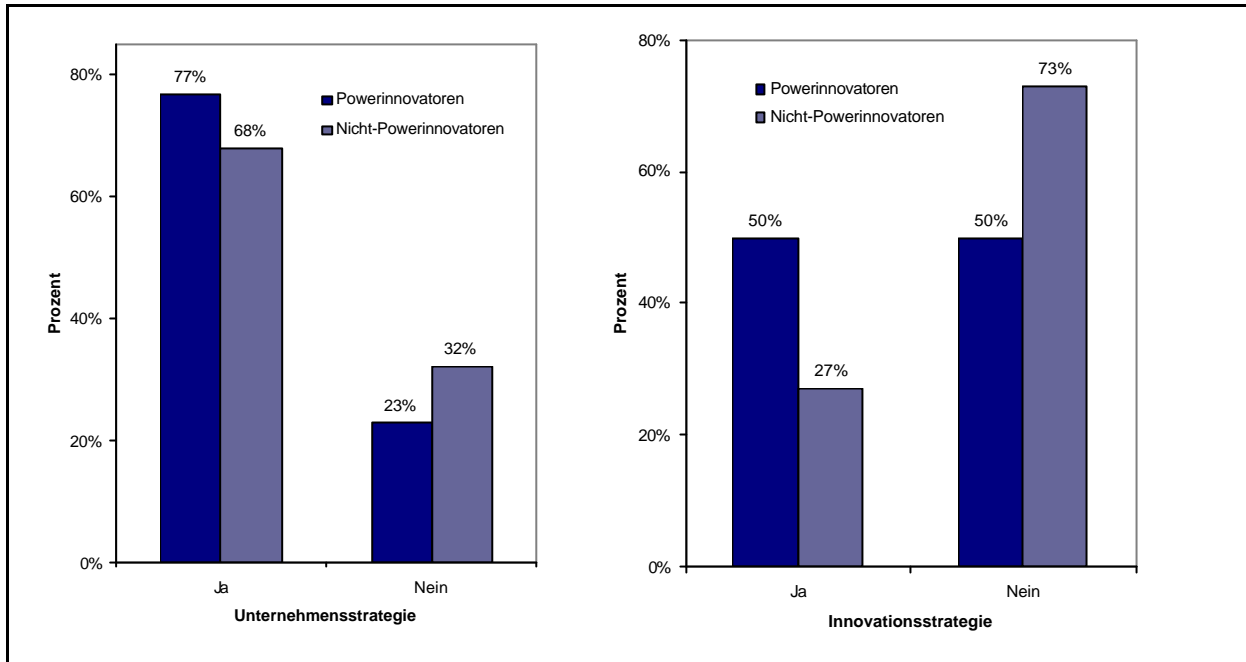 80%
60%
40%
20%
0%
Prozent
77%
68%
23%
32%
Powerinnovatoren
Nicht-Powerinnovatoren
Ja
Nein
Unternehmensstrategie
80%
60%
40%
20%
0%
Prozent
50%
27%
50%
73%
Powerinnovatoren
Nicht-Powerinnovatoren
Ja
Nein
Innovationsstrategie